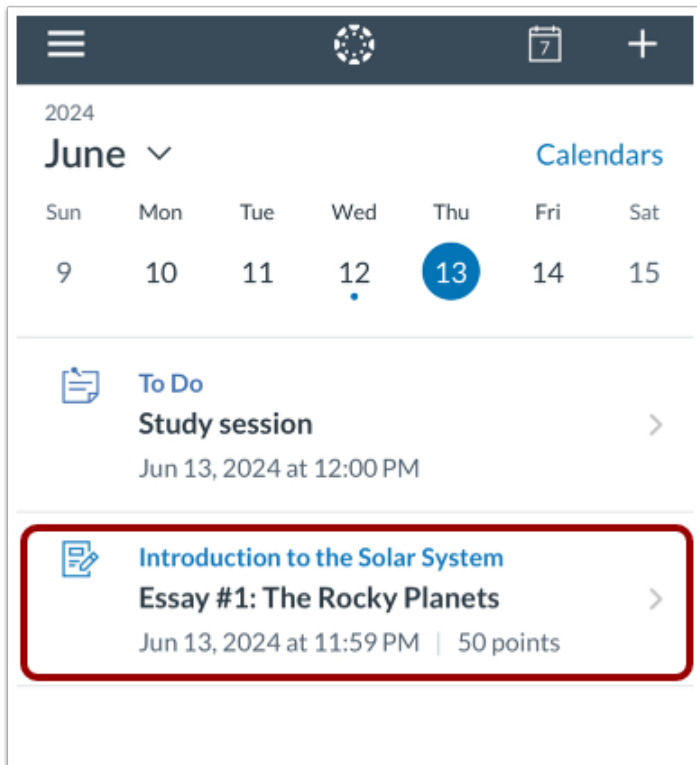 7
2024
June
Calendars
Sun Mon Tue Wed Thu Fri Sat
9 10 11 12 13 14 15
To Do
Study session
Jun 13, 2024 at 12:00 PM
Introduction to the Solar System
Essay #1: The Rocky Planets
Jun 13, 2024 at 11:59 PM | 50 points